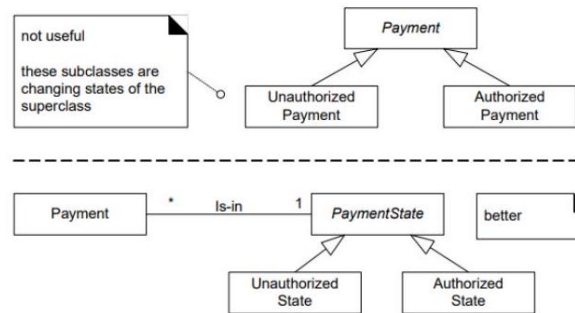 not useful
these subclasses are
changing states of the
superclass
Payment
Unauthorized
Payment
Authorized
Payment
Payment
*
Is-in
1
PaymentState
better
Unauthorized
State
Authorized
State